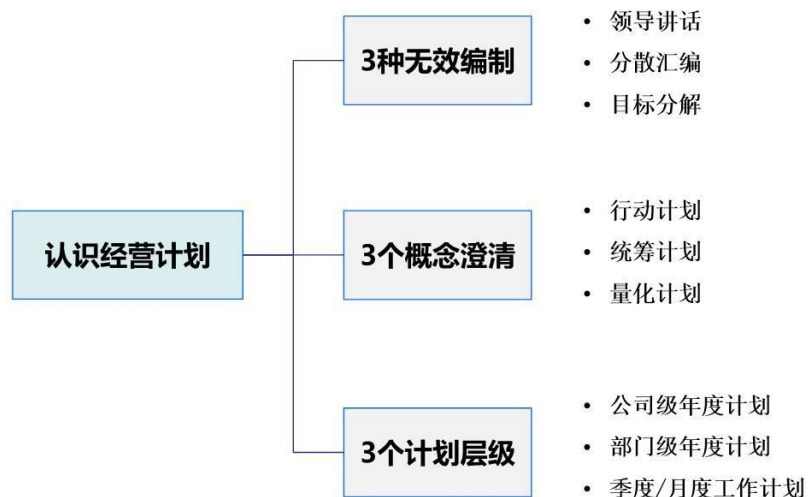 认识经营计划
3种无效编制
• 领导讲话
• 分散汇编
• 目标分解
3个概念澄清
• 行动计划
• 统筹计划
• 量化计划
3个计划层级
• 公司级年度计划
• 部门级年度计划
• 季度/月度工作计划